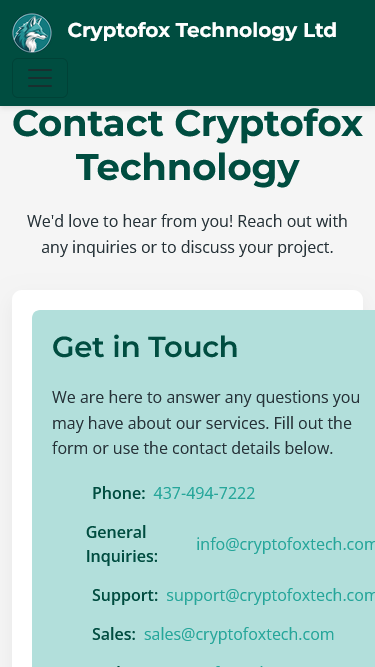 Cryptofox Technology Ltd
Contact Cryptofox
Technology
We'd love to hear from you! Reach out with
any inquiries or to discuss your project.
Get in Touch
We are here to answer any questions you
may have about our services. Fill out the
form or use the contact details below.
Phone: 437-494-7222
General
Inquiries: info@cryptofoxtech.com
Support: support@cryptofoxtech.com
Sales: sales@cryptofoxtech.com